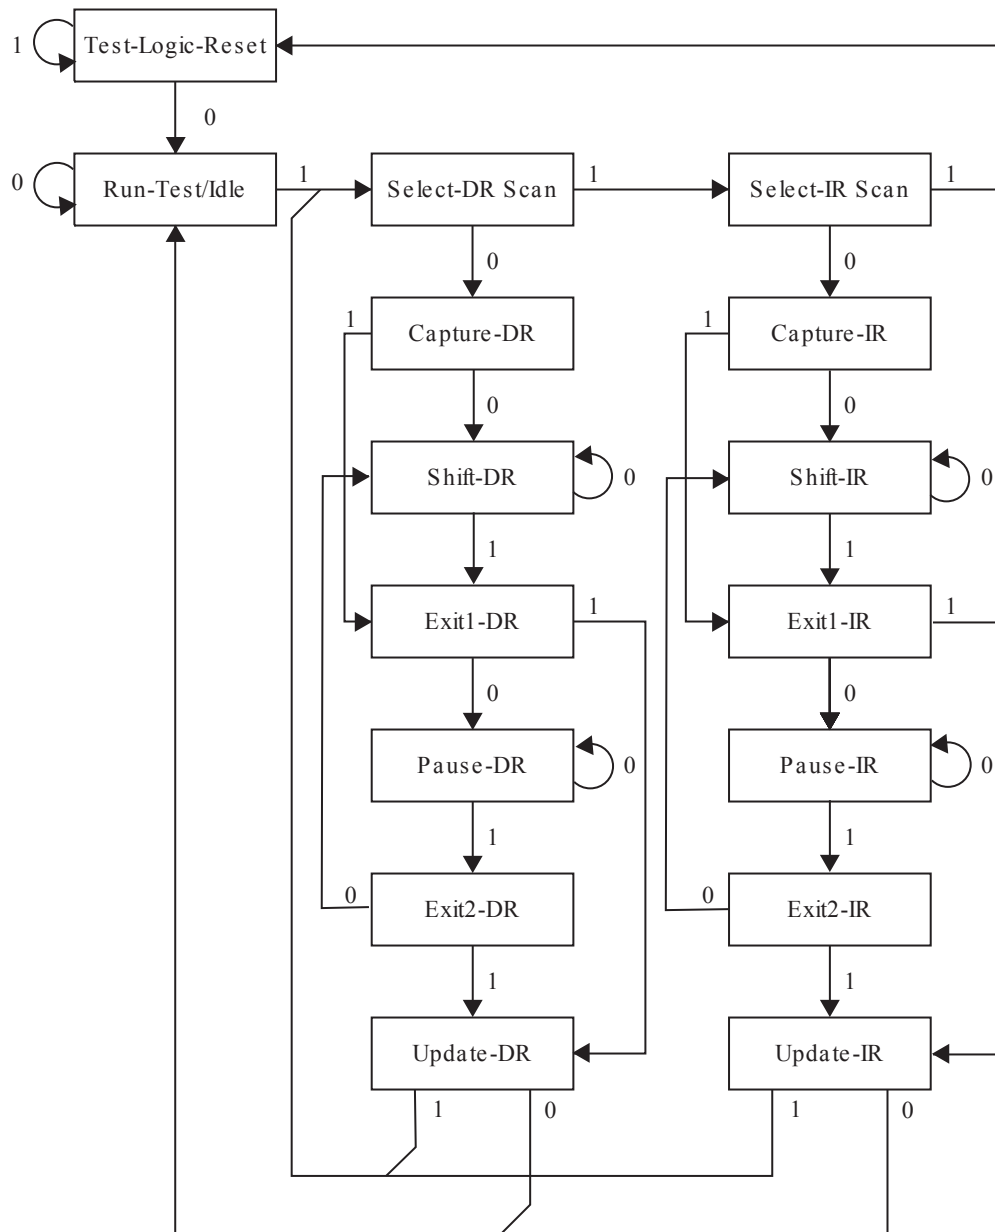 1 Test-Logic-Reset
0
0 Run-Test/Idle 1 Select-DR Scan 1 Select-IR Scan 1
0 0
1 Capture-DR 1 Capture-IR
0 0
Shift-DR 0 Shift-IR 0
1 1
Exit1-DR 1 Exit1-IR 1
0 0
Pause-DR 0 Pause-IR 0
1 1
0 Exit2-DR 0 Exit2-IR
1 1
Update-DR Update-IR
1 0 1 0